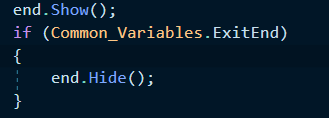 end.Show();
if (Common_Variables.ExitEnd)
{
    end.Hide();
}